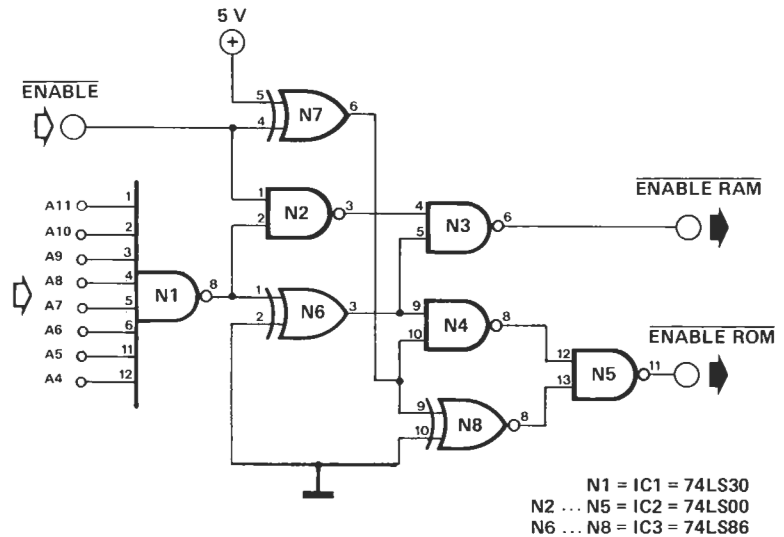 5 V
ENABLE
5
4
N7
6
A11
1
A10
2
A9
3
A8
4
A7
5
A6
6
A5
11
A4
12
N1
8
1
2
N2
3
1
2
N6
3
4
5
N3
6
ENABLE RAM
9
10
N4
8
9
10
N8
8
12
13
N5
11
ENABLE ROM
N1 = IC1 = 74LS30
N2 ... N5 = IC2 = 74LS00
N6 ... N8 = IC3 = 74LS86